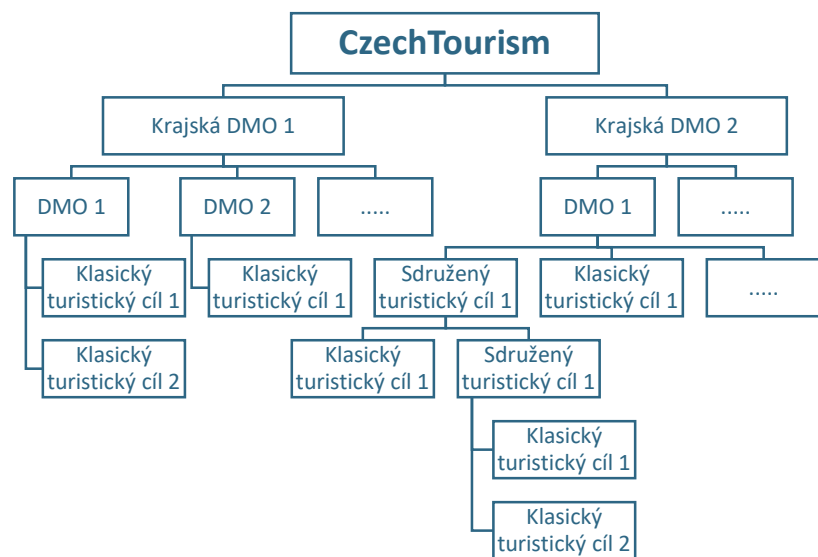 CzechTourism
Krajská DMO 1
Krajská DMO 2
DMO 1
DMO 2
.....
DMO 1
.....
Klasický
turistický cíl 1
Klasický
turistický cíl 1
Sdružený
turistický cíl 1
Klasický
turistický cíl 1
.....
Klasický
turistický cíl 2
Klasický
turistický cíl 1
Sdružený
turistický cíl 1
Klasický
turistický cíl 1
Klasický
turistický cíl 2